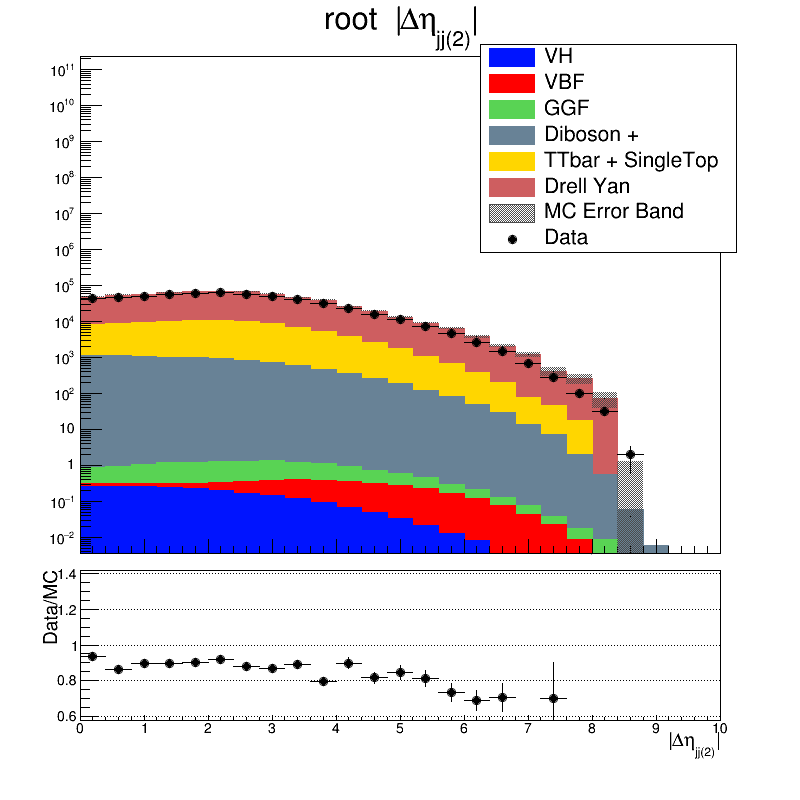 root |Δη_jj(2)|
VH
VBF
GGF
Diboson +
TTbar + SingleTop
Drell Yan
MC Error Band
Data
10^11
10^10
10^9
10^8
10^7
10^6
10^5
10^4
10^3
10^2
10
1
10^−1
10^−2
Data/MC
1.4
1.2
1
0.8
0.6
0 1 2 3 4 5 6 7 8 9 10
|Δη_jj(2)|